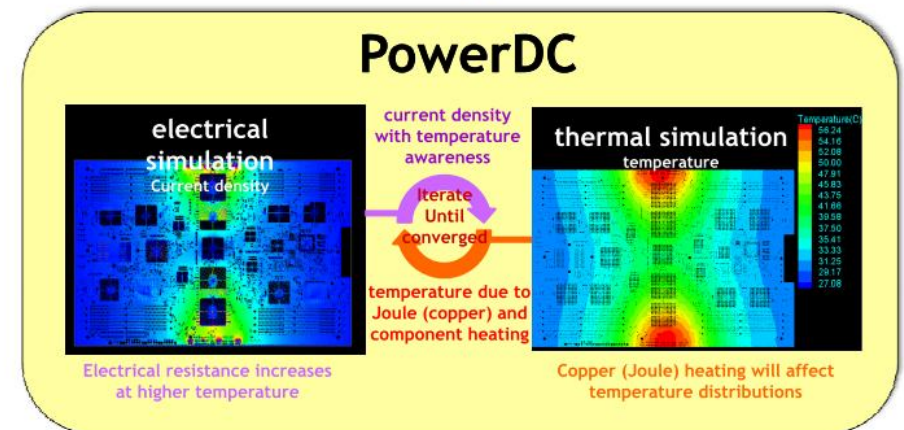 PowerDC
electrical
simulation
Current density
current density
with temperature
awareness
Iterate
Until
converged
temperature due to
Joule (copper) and
component heating
thermal simulation
temperature
Temperature(C)
56.24
54.16
52.08
50.00
47.91
45.83
43.75
41.66
39.58
37.50
35.41
33.33
31.25
29.17
27.08
Electrical resistance increases
at higher temperature
Copper (Joule) heating will affect
temperature distributions